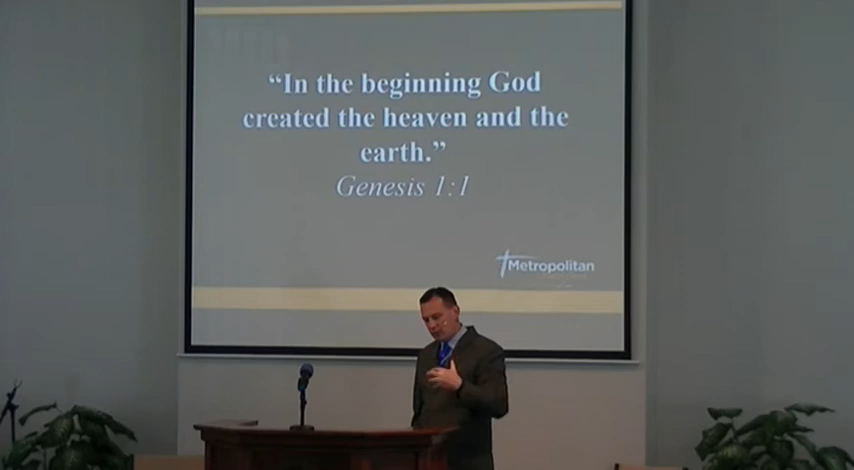 “In the beginning God
created the heaven and the
earth.”
Genesis 1:1
Metropolitan